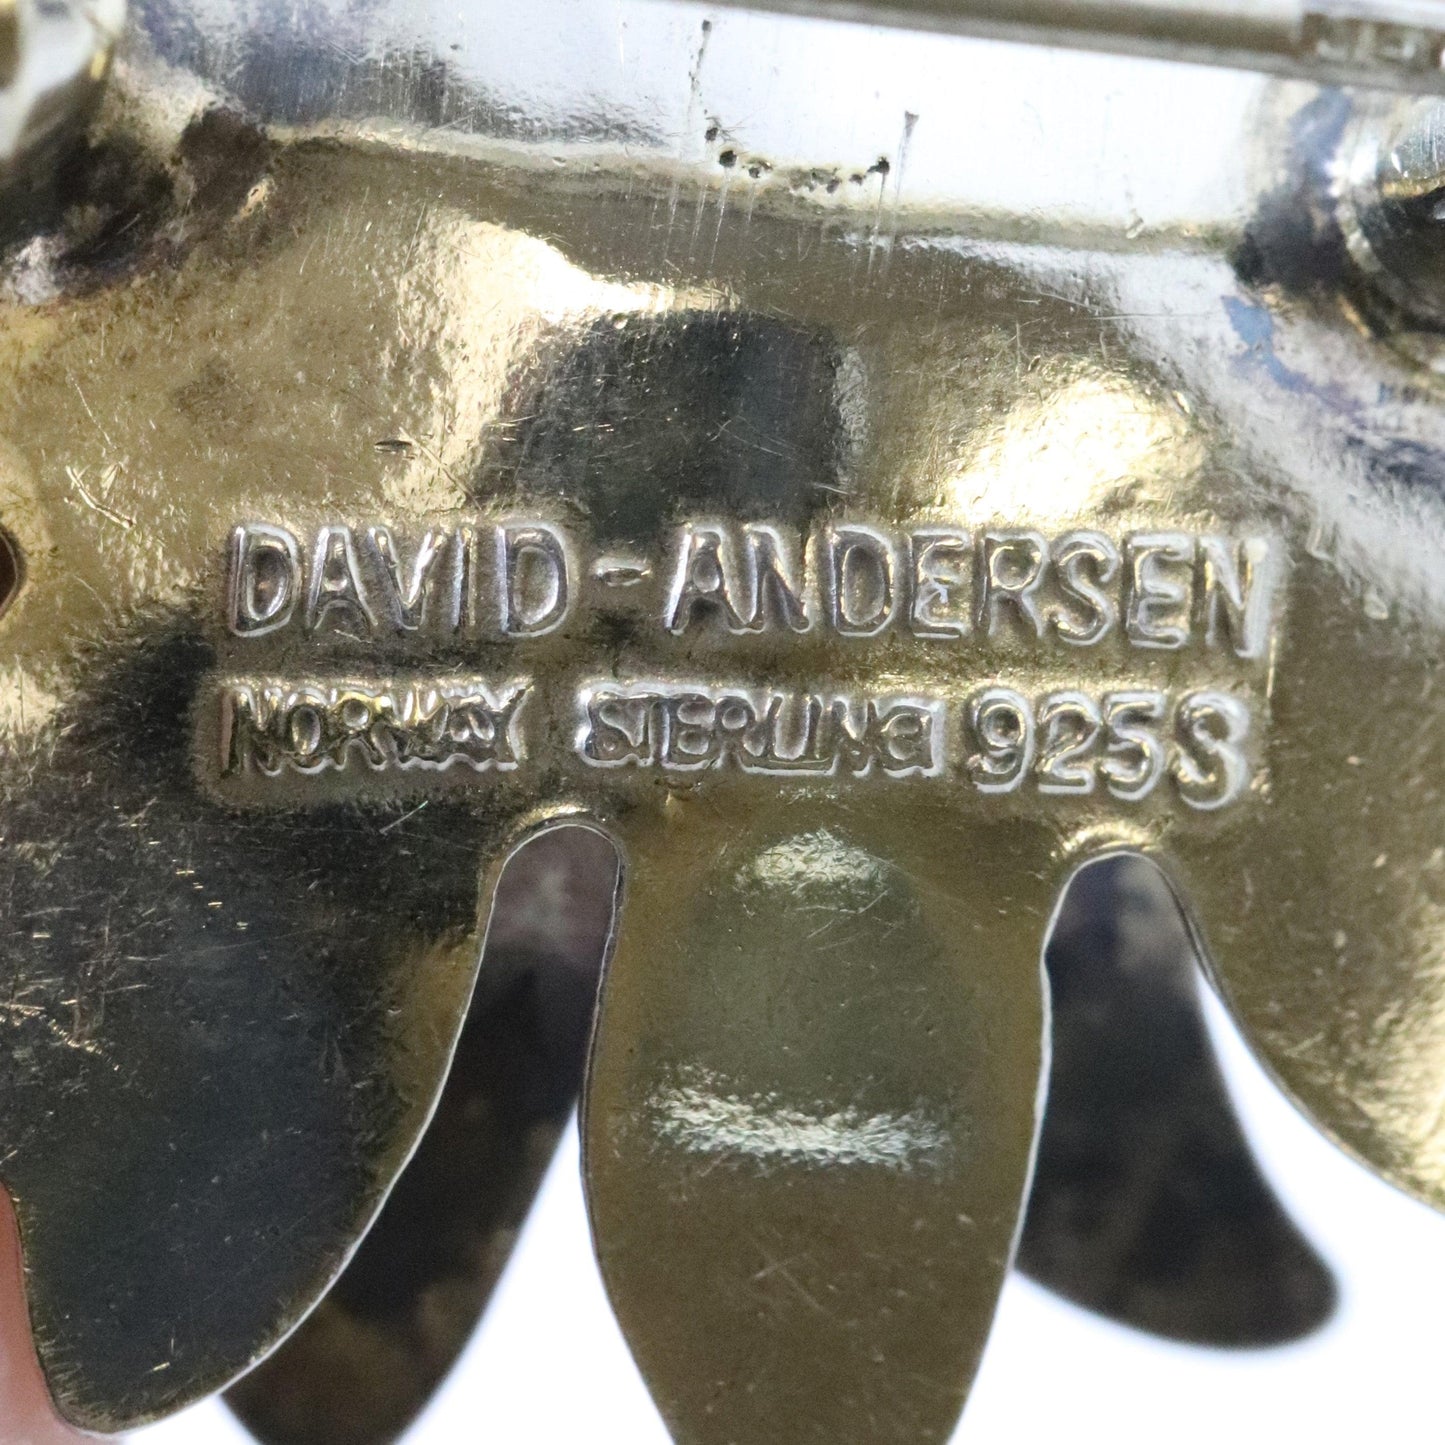 DAVID-ANDERSEN
NORWAY STERLING 925S